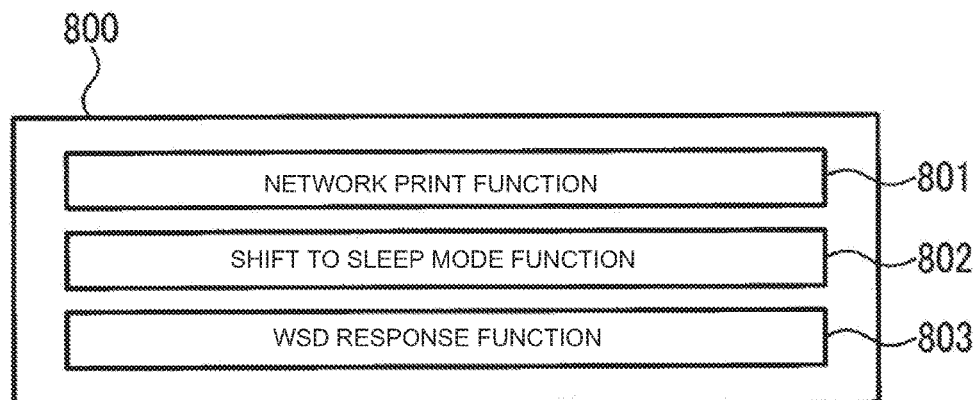 800
NETWORK PRINT FUNCTION
801
SHIFT TO SLEEP MODE FUNCTION
802
WSD RESPONSE FUNCTION
803